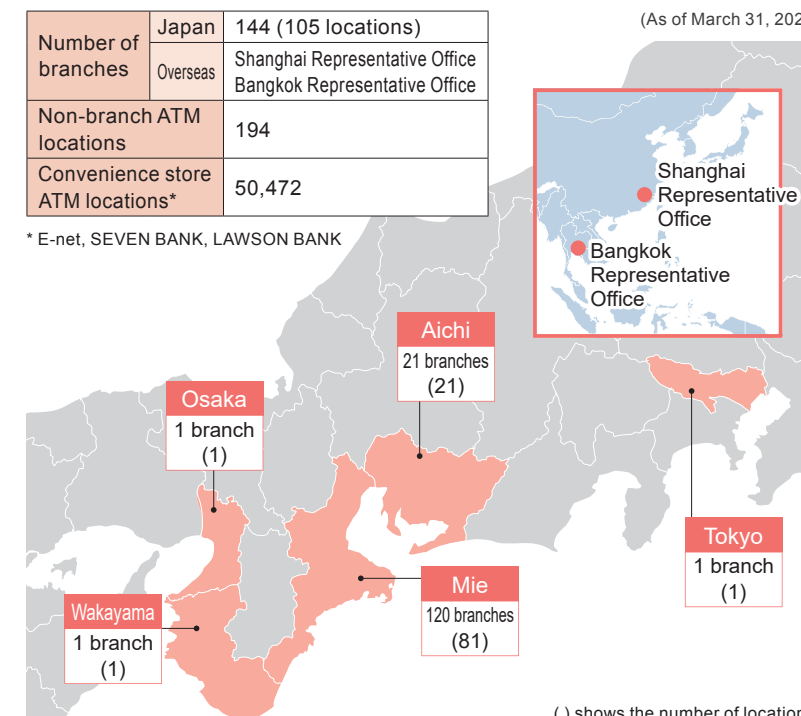 (As of March 31, 202
Number of branches
Japan
144 (105 locations)
Overseas
Shanghai Representative Office
Bangkok Representative Office
Non-branch ATM
locations
194
Convenience store
ATM locations*
50,472
* E-net, SEVEN BANK, LAWSON BANK
Shanghai
Representative
Office
Bangkok
Representative
Office
Aichi
21 branches
(21)
Osaka
1 branch
(1)
Tokyo
1 branch
(1)
Mie
120 branches
(81)
Wakayama
1 branch
(1)
( ) shows the number of location